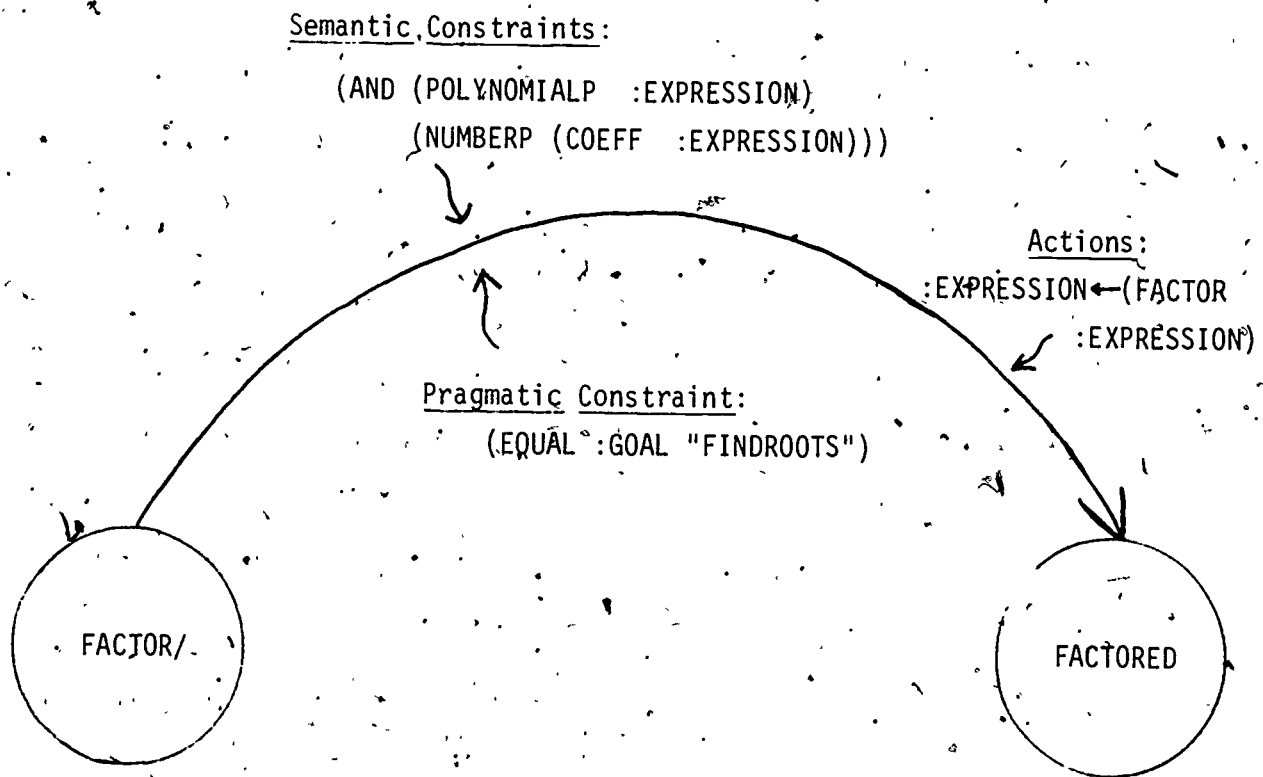 Semantic Constraints:
(AND (POLYNOMIALP :EXPRESSION)
(NUMBERP (COEFF :EXPRESSION)))
Actions:
:EXPRESSION←(FACTOR
:EXPRESSION)
Pragmatic Constraint:
(EQUAL :GOAL "FINDROOTS")
FACTOR/
FACTORED